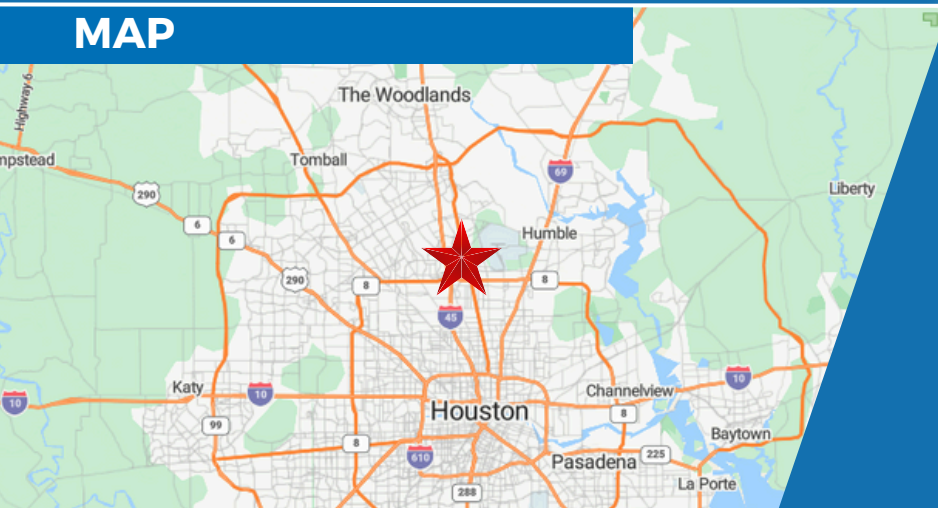 MAP
The Woodlands
Highway 6
mpstead
Tomball
69
290
Liberty
6
6
Humble
290
8
8
45
Katy
10
10
10
Channelview
8
Houston
99
Baytown
8
610
Pasadena
225
La Porte
288